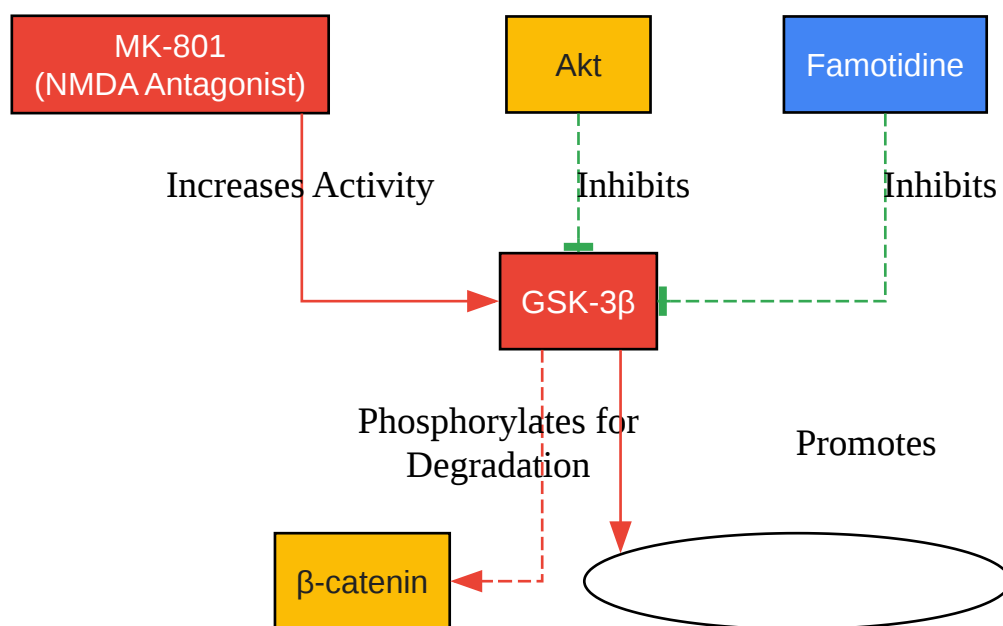 MK-801
(NMDA Antagonist)
Akt
Famotidine
Increases Activity
Inhibits
Inhibits
GSK-3β
Phosphorylates for
Degradation
Promotes
β-catenin